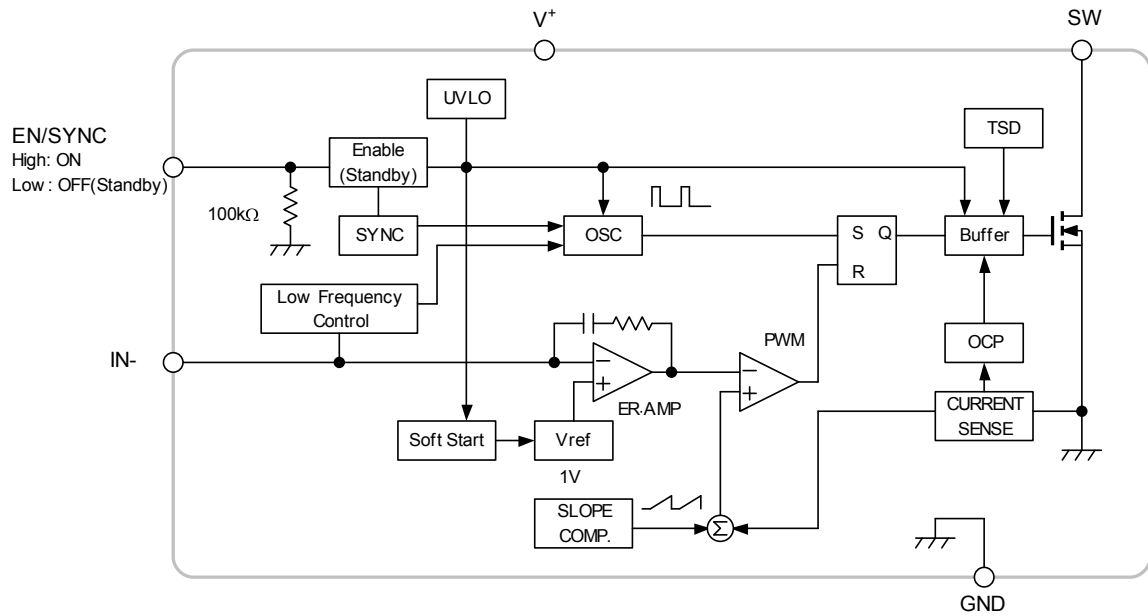 V+
SW
UVLO
TSD
EN/SYNC
High: ON
Low : OFF(Standby)
Enable
(Standby)
100kΩ
SYNC
OSC
S Q
R
Buffer
Low Frequency
Control
IN-
PWM
OCP
−
+
ER·AMP
−
+
CURRENT
SENSE
Soft Start
Vref
1V
SLOPE
COMP.
Σ
GND